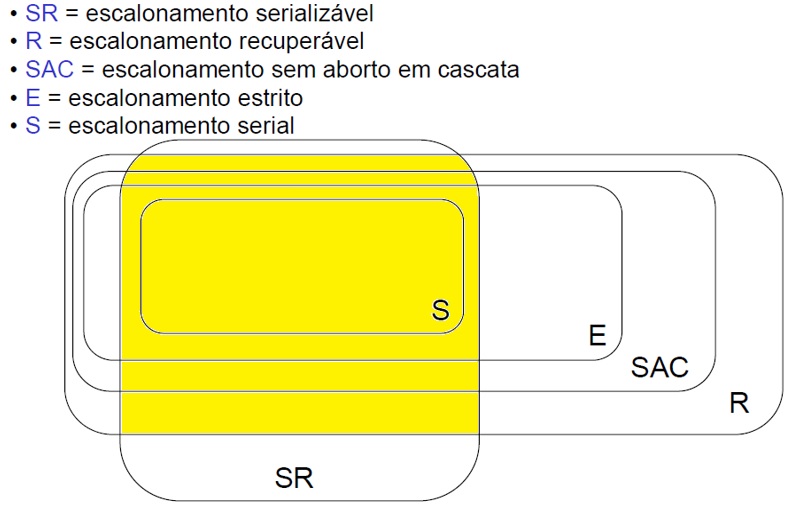 • SR = escalonamento serializável
• R = escalonamento recuperável
• SAC = escalonamento sem aborto em cascata
• E = escalonamento estrito
• S = escalonamento serial
S
E
SAC
R
SR